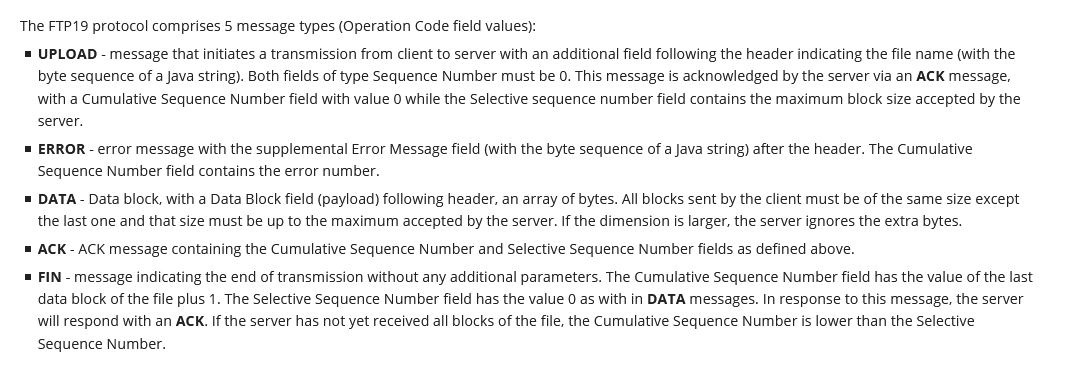 The FTP19 protocol comprises 5 message types (Operation Code field values):
▪ UPLOAD - message that initiates a transmission from client to server with an additional field following the header indicating the file name (with the
byte sequence of a Java string). Both fields of type Sequence Number must be 0. This message is acknowledged by the server via an ACK message,
with a Cumulative Sequence Number field with value 0 while the Selective sequence number field contains the maximum block size accepted by the
server.
▪ ERROR - error message with the supplemental Error Message field (with the byte sequence of a Java string) after the header. The Cumulative
Sequence Number field contains the error number.
▪ DATA - Data block, with a Data Block field (payload) following header, an array of bytes. All blocks sent by the client must be of the same size except
the last one and that size must be up to the maximum accepted by the server. If the dimension is larger, the server ignores the extra bytes.
▪ ACK - ACK message containing the Cumulative Sequence Number and Selective Sequence Number fields as defined above.
▪ FIN - message indicating the end of transmission without any additional parameters. The Cumulative Sequence Number field has the value of the last
data block of the file plus 1. The Selective Sequence Number field has the value 0 as with in DATA messages. In response to this message, the server
will respond with an ACK. If the server has not yet received all blocks of the file, the Cumulative Sequence Number is lower than the Selective
Sequence Number.